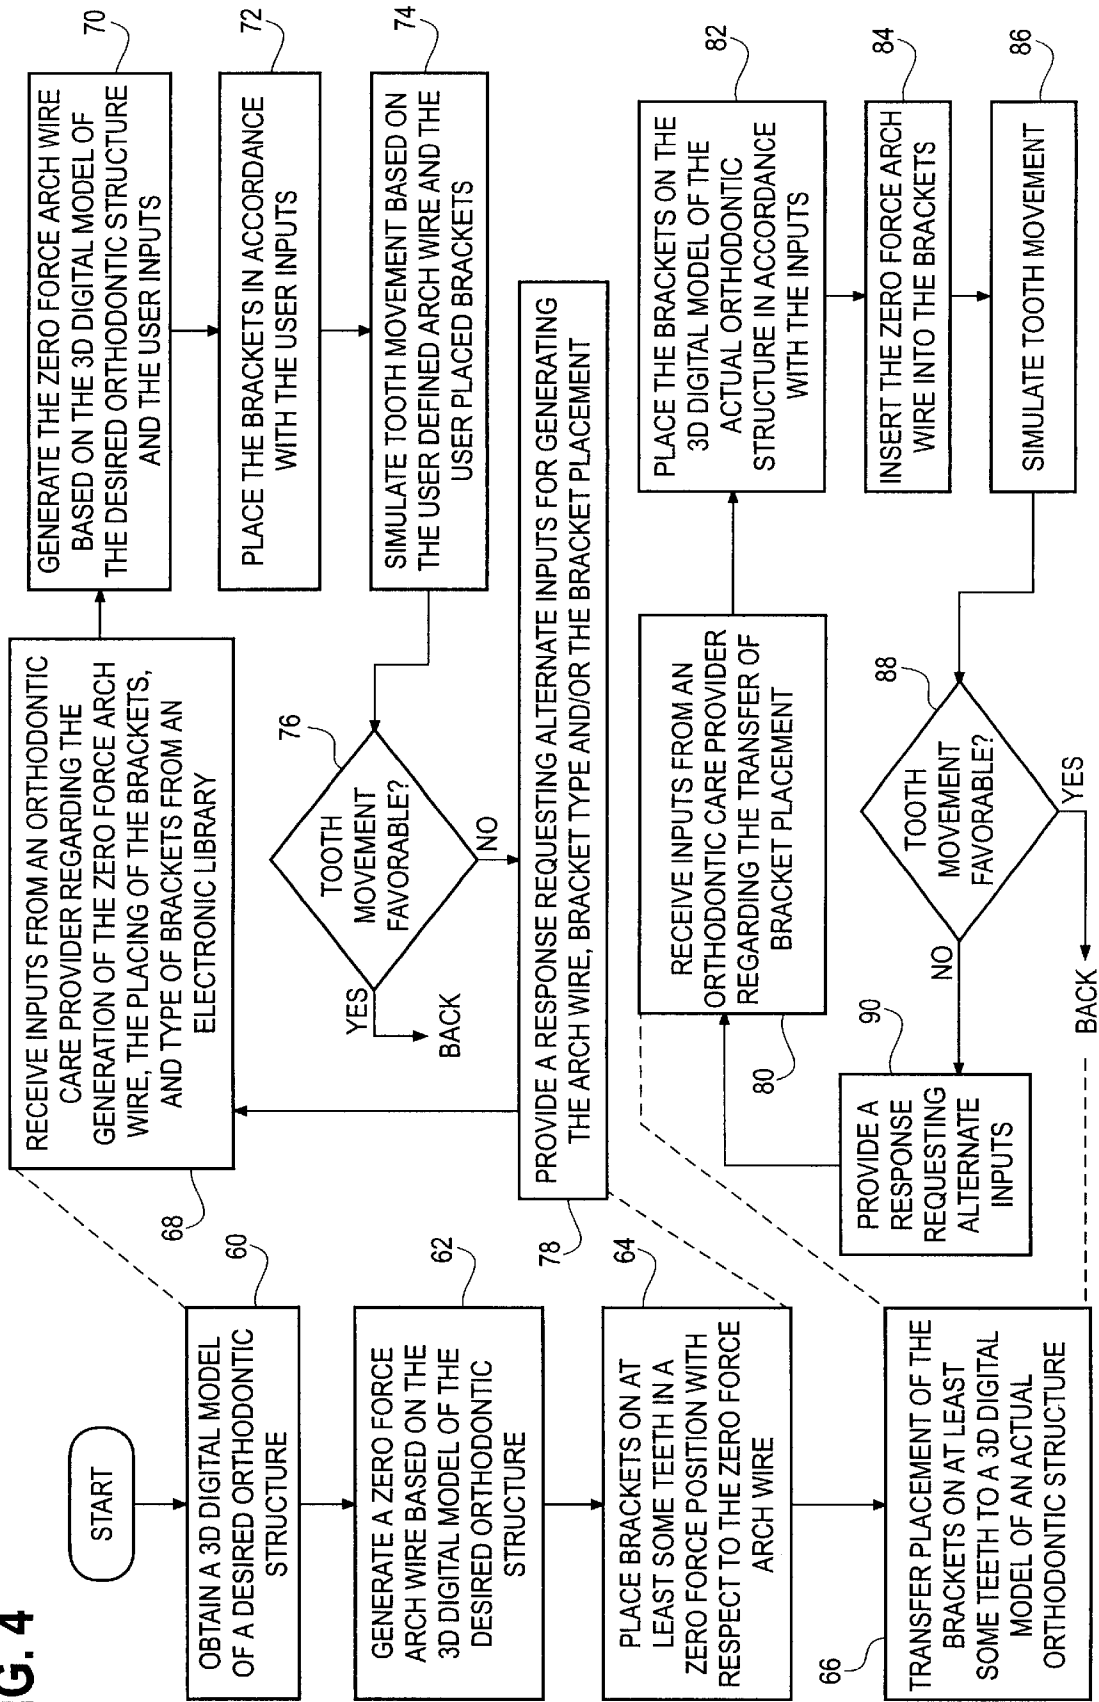 G. 4
START
OBTAIN A 3D DIGITAL MODEL
OF A DESIRED ORTHODONTIC
STRUCTURE
60
GENERATE A ZERO FORCE
ARCH WIRE BASED ON THE
3D DIGITAL MODEL OF THE
DESIRED ORTHODONTIC
STRUCTURE
62
PLACE BRACKETS ON AT
LEAST SOME TEETH IN A
ZERO FORCE POSITION WITH
RESPECT TO THE ZERO FORCE
ARCH WIRE
64
TRANSFER PLACEMENT OF THE
BRACKETS ON AT LEAST
SOME TEETH TO A 3D DIGITAL
MODEL OF AN ACTUAL
ORTHODONTIC STRUCTURE
66
RECEIVE INPUTS FROM AN ORTHODONTIC
CARE PROVIDER REGARDING THE
GENERATION OF THE ZERO FORCE ARCH
WIRE, THE PLACING OF THE BRACKETS,
AND TYPE OF BRACKETS FROM AN
ELECTRONIC LIBRARY
68
GENERATE THE ZERO FORCE ARCH WIRE
BASED ON THE 3D DIGITAL MODEL OF
THE DESIRED ORTHODONTIC STRUCTURE
AND THE USER INPUTS
70
PLACE THE BRACKETS IN ACCORDANCE
WITH THE USER INPUTS
72
SIMULATE TOOTH MOVEMENT BASED ON
THE USER DEFINED ARCH WIRE AND THE
USER PLACED BRACKETS
74
TOOTH
MOVEMENT
FAVORABLE?
76
YES
BACK
NO
PROVIDE A RESPONSE REQUESTING ALTERNATE INPUTS FOR GENERATING
THE ARCH WIRE, BRACKET TYPE AND/OR THE BRACKET PLACEMENT
78
RECEIVE INPUTS FROM AN
ORTHODONTIC CARE PROVIDER
REGARDING THE TRANSFER OF
BRACKET PLACEMENT
80
PLACE THE BRACKETS ON THE
3D DIGITAL MODEL OF THE
ACTUAL ORTHODONTIC
STRUCTURE IN ACCORDANCE
WITH THE INPUTS
82
INSERT THE ZERO FORCE ARCH
WIRE INTO THE BRACKETS
84
SIMULATE TOOTH MOVEMENT
86
TOOTH
MOVEMENT
FAVORABLE?
88
NO
YES
BACK
PROVIDE A
RESPONSE
REQUESTING
ALTERNATE
INPUTS
90